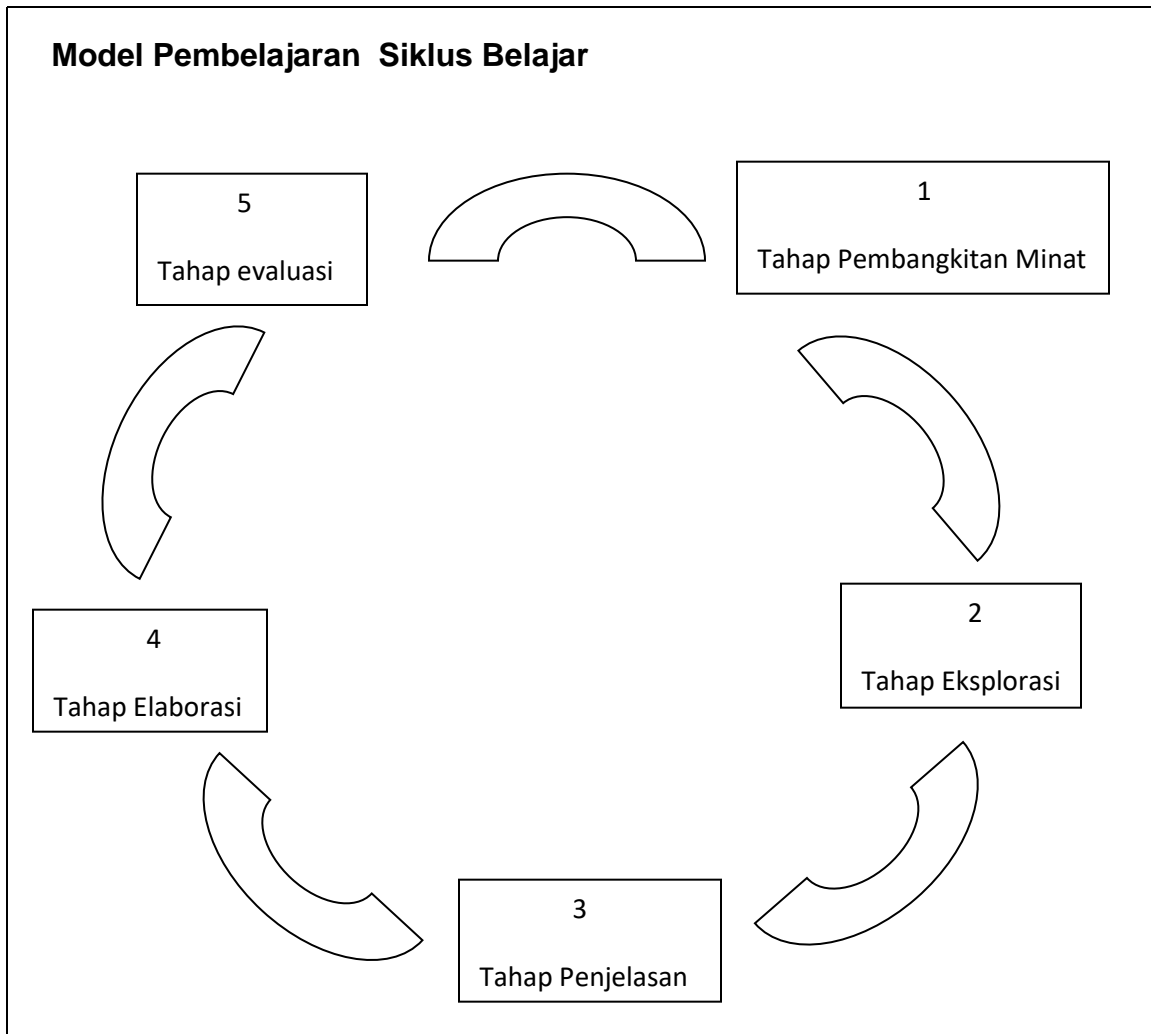 Model Pembelajaran  Siklus Belajar
1
Tahap Pembangkitan Minat
2
Tahap Eksplorasi
3
Tahap Penjelasan
4
Tahap Elaborasi
5
Tahap evaluasi